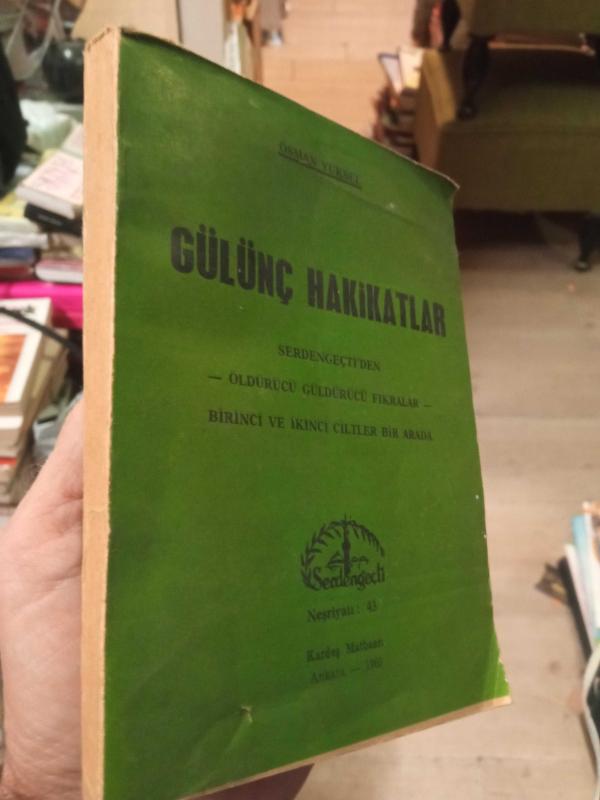 OSMAN YÜKSEL
GÜLÜNÇ HAKİKATLAR
SERDENGEÇTİ'DEN
— ÖLDÜRÜCÜ GÜLDÜRÜCÜ FIKRALAR —
BİRİNCİ VE İKİNCİ CİLTLER BİR ARADA
Serdengeçti
Neşriyatı : 43
Kardeş Matbaası
Ankara —